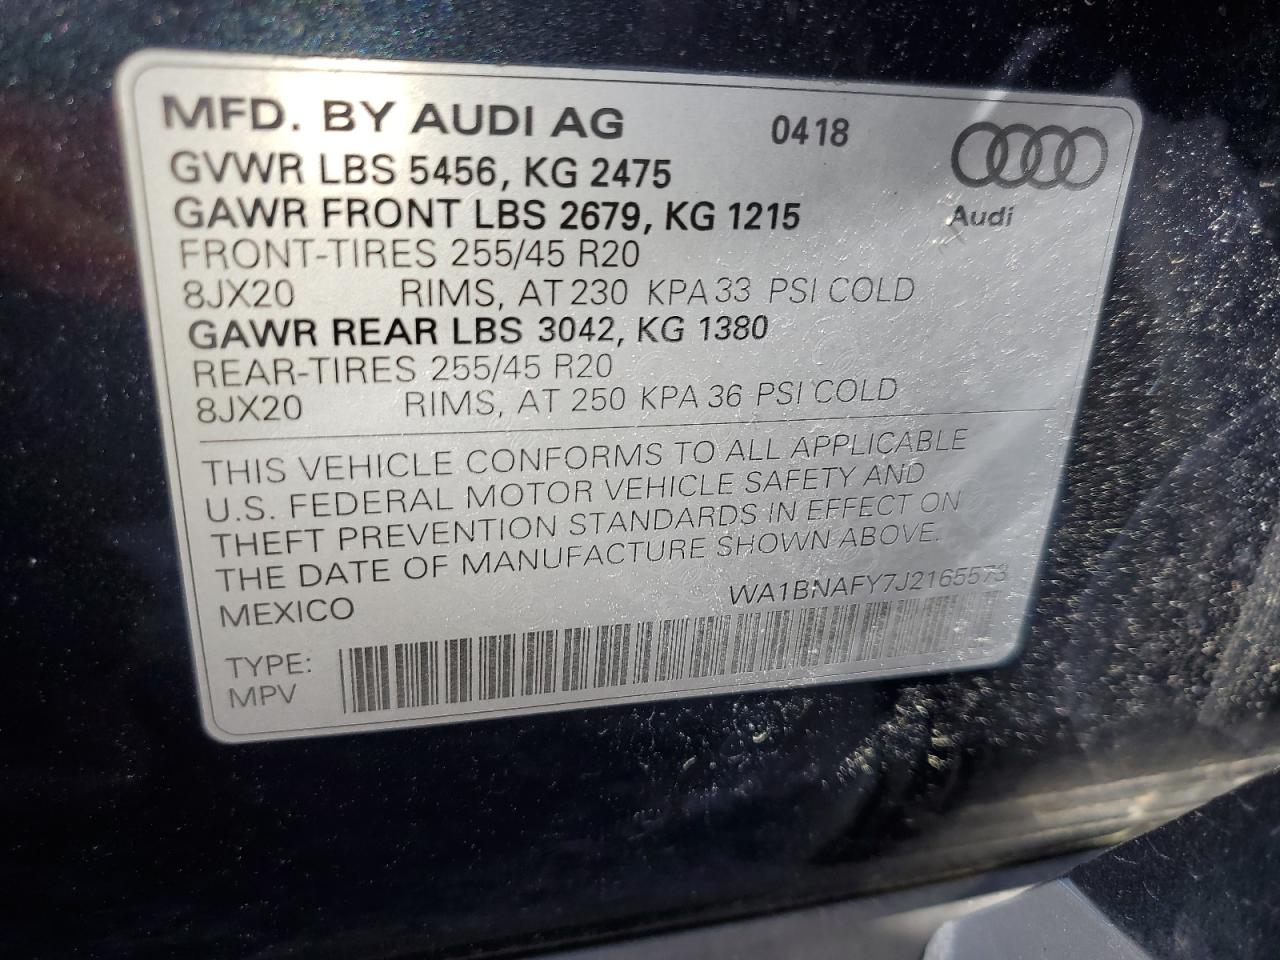 MFD. BY AUDI AG 0418
GVWR LBS 5456, KG 2475
Audi
GAWR FRONT LBS 2679, KG 1215
FRONT-TIRES 255/45 R20
8JX20 RIMS, AT 230 KPA 33 PSI COLD
GAWR REAR LBS 3042, KG 1380
REAR-TIRES 255/45 R20
8JX20 RIMS, AT 250 KPA 36 PSI COLD
THIS VEHICLE CONFORMS TO ALL APPLICABLE
U.S. FEDERAL MOTOR VEHICLE SAFETY AND
THEFT PREVENTION STANDARDS IN EFFECT ON
THE DATE OF MANUFACTURE SHOWN ABOVE.
MEXICO WA1BNAFY7J2165573
TYPE:
MPV